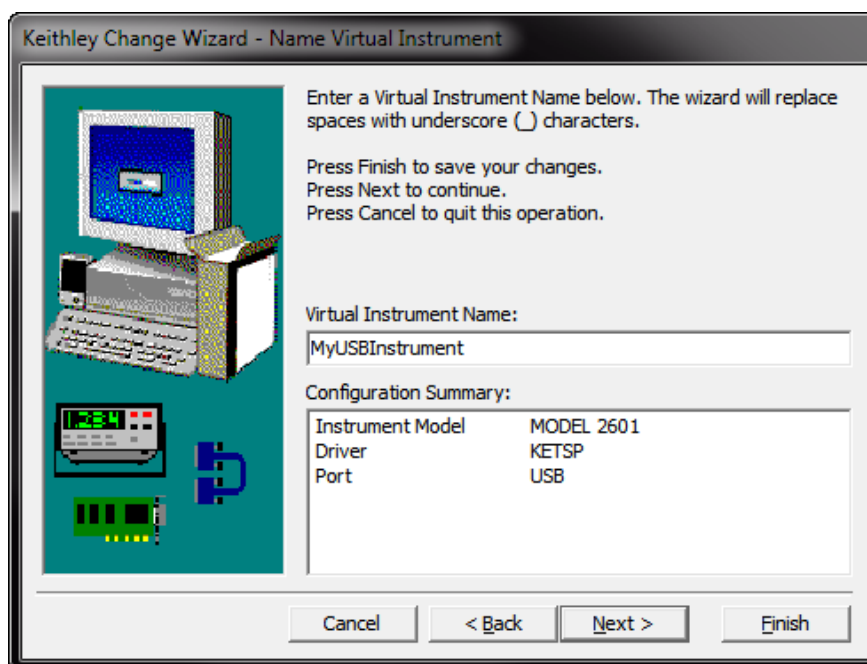 Keithley Change Wizard - Name Virtual Instrument
Enter a Virtual Instrument Name below. The wizard will replace
spaces with underscore (_) characters.
Press Finish to save your changes.
Press Next to continue.
Press Cancel to quit this operation.
Virtual Instrument Name:
MyUSBInstrument
Configuration Summary:
Instrument Model MODEL 2601
Driver KETSP
Port USB
1.284
Cancel < Back Next > Finish